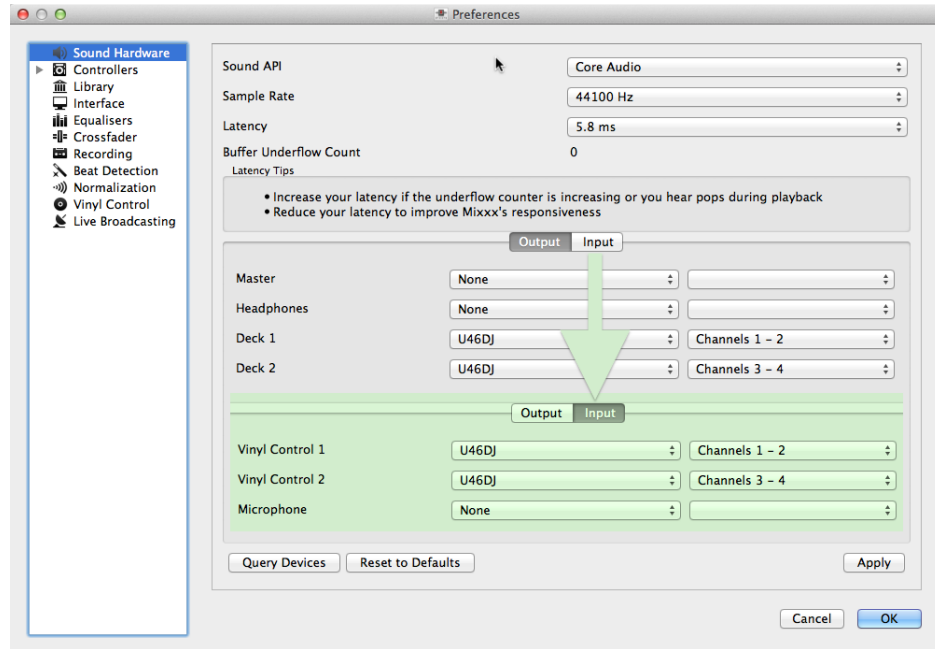 Preferences
Sound Hardware
Controllers
Library
Interface
Equalisers
Crossfader
Recording
Beat Detection
Normalization
Vinyl Control
Live Broadcasting
Sound API Core Audio
Sample Rate 44100 Hz
Latency 5.8 ms
Buffer Underflow Count 0
Latency Tips
• Increase your latency if the underflow counter is increasing or you hear pops during playback
• Reduce your latency to improve Mixxx's responsiveness
Output Input
Master None
Headphones None
Deck 1 U46DJ Channels 1 – 2
Deck 2 U46DJ Channels 3 – 4
Output Input
Vinyl Control 1 U46DJ Channels 1 – 2
Vinyl Control 2 U46DJ Channels 3 – 4
Microphone None
Query Devices Reset to Defaults Apply
Cancel OK